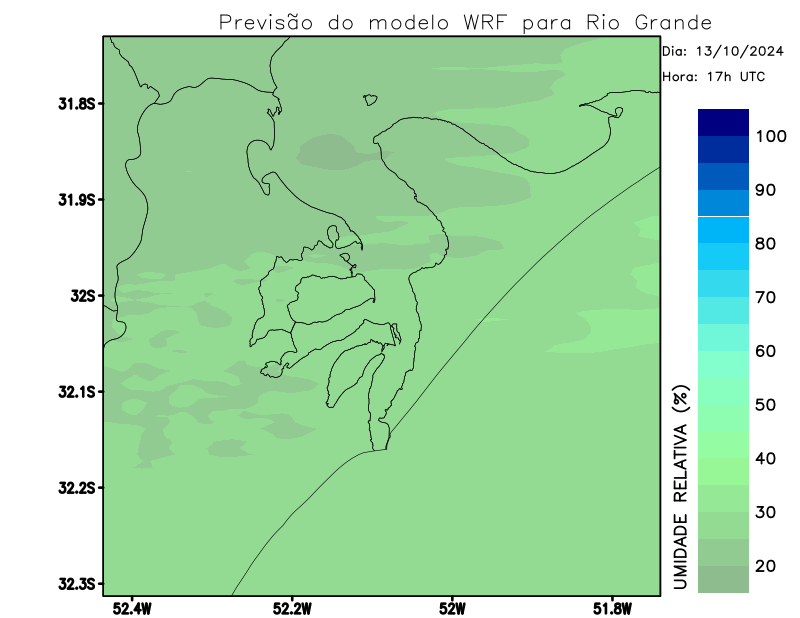 Previsão do modelo WRF para Rio Grande
Dia: 13/10/2024
Hora: 17h UTC
31.8S
31.9S
32S
32.1S
32.2S
32.3S
52.4W
52.2W
52W
51.8W
UMIDADE RELATIVA (%)
100
90
80
70
60
50
40
30
20